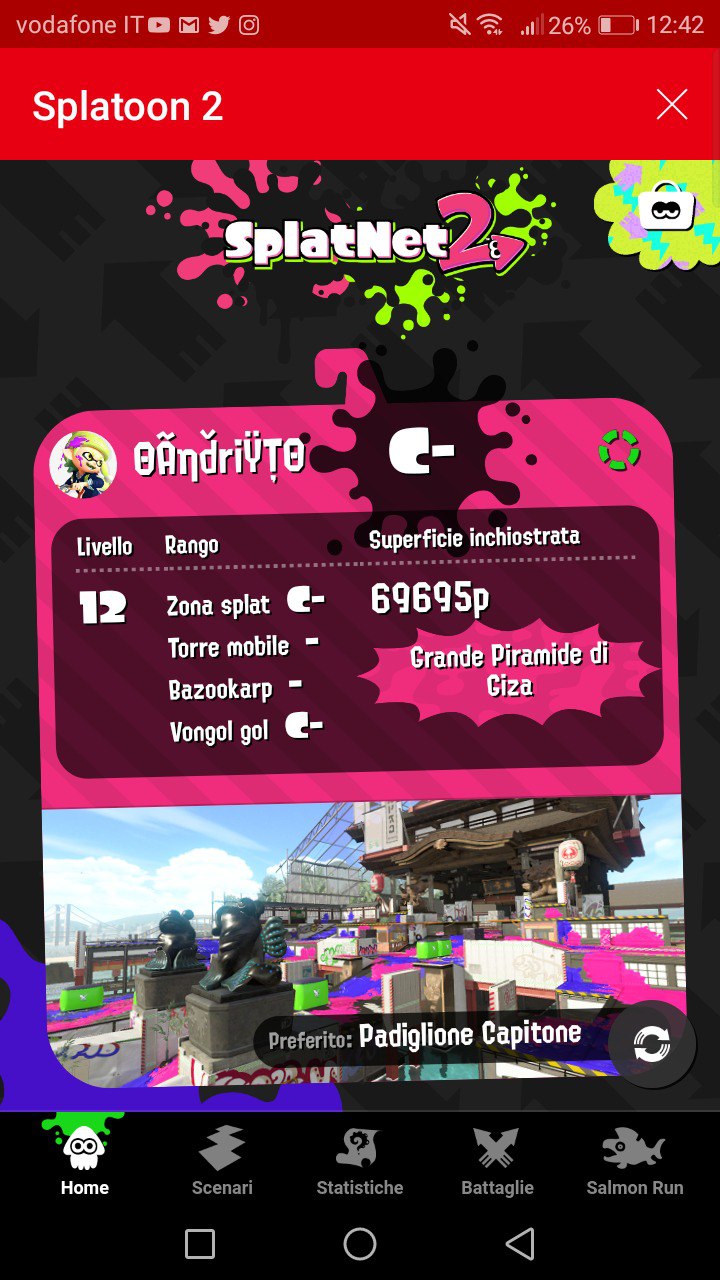 vodafone IT
26%
12:42
Splatoon 2
SplatNet 2
ΘÃηďriŸṬΘ
C-
Livello Rango Superficie inchiostrata
12
Zona splat C-
69695p
Torre mobile -
Grande Piramide di
Giza
Bazookarp -
Vongol gol C-
Preferito: Padiglione Capitone
Home Scenari Statistiche Battaglie Salmon Run